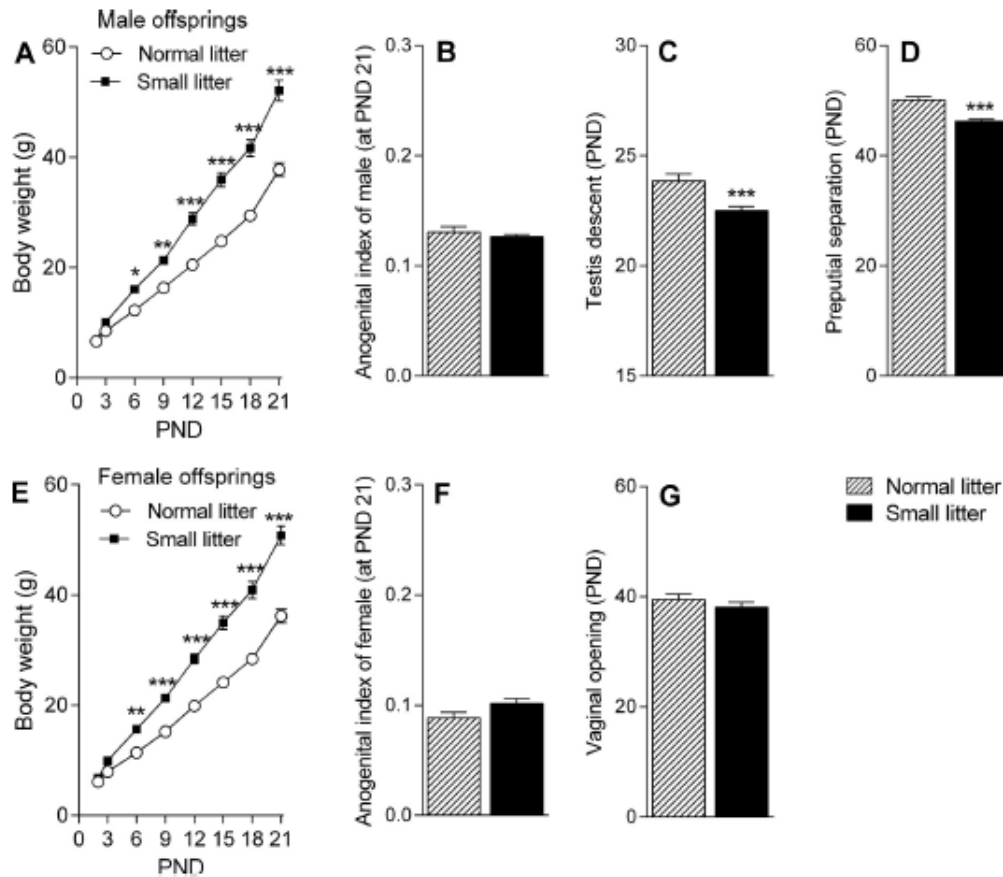 A
Male offsprings
Normal litter
Small litter
Body weight (g)
60
40
20
0
0 3 6 9 12 15 18 21
PND
* ** *** *** *** *** ***
B
Anogenital index of male (at PND 21)
0.3
0.2
0.1
0.0
C
Testis descent (PND)
30
25
20
15
***
D
Preputial separation (PND)
60
40
20
0
***
E
Female offsprings
Normal litter
Small litter
Body weight (g)
60
40
20
0
0 3 6 9 12 15 18 21
PND
** *** *** *** *** ***
F
Anogenital index of female (at PND 21)
0.3
0.2
0.1
0.0
G
Vaginal opening (PND)
60
40
20
0
Normal litter
Small litter